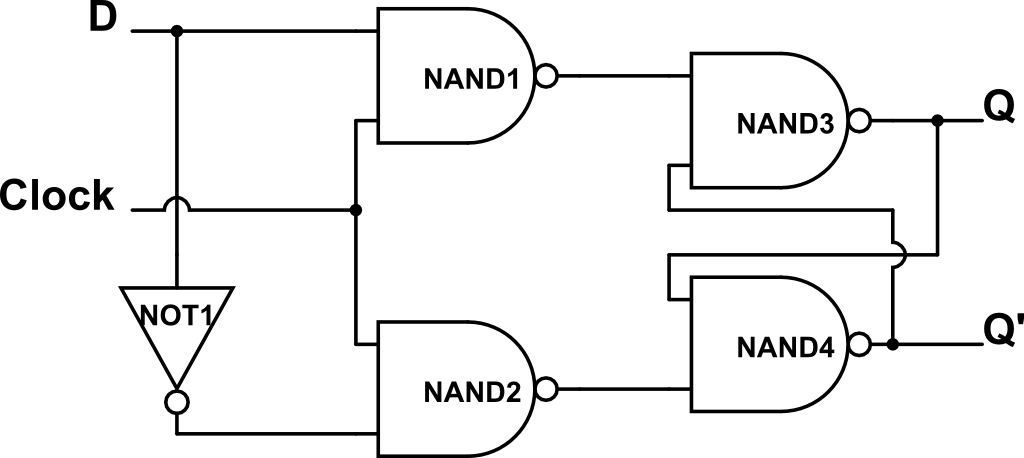 D
NAND1
NAND3
Q
Clock
NOT1
NAND2
NAND4
Q'